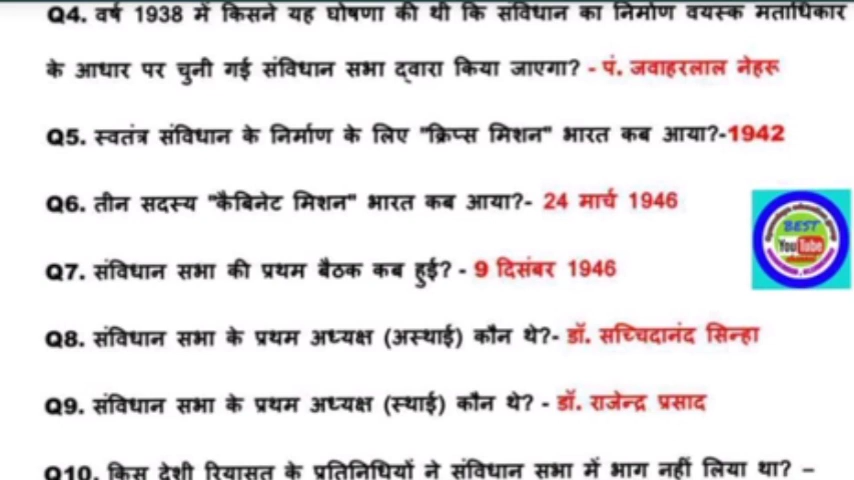 Q4. वर्ष 1938 में किसने यह घोषणा की थी कि संविधान का निर्माण वयस्क मताधिकार
के आधार पर चुनी गई संविधान सभा द्वारा किया जाएगा? - पं. जवाहरलाल नेहरू
Q5. स्वतंत्र संविधान के निर्माण के लिए "क्रिप्स मिशन" भारत कब आया?-1942
Q6. तीन सदस्य "कैबिनेट मिशन" भारत कब आया?- 24 मार्च 1946
Q7. संविधान सभा की प्रथम बैठक कब हुई? - 9 दिसंबर 1946
Q8. संविधान सभा के प्रथम अध्यक्ष (अस्थाई) कौन थे?- डॉ. सच्चिदानंद सिन्हा
Q9. संविधान सभा के प्रथम अध्यक्ष (स्थाई) कौन थे? - डॉ. राजेन्द्र प्रसाद
Q10. किस देशी रियासत के प्रतिनिधियों ने संविधान सभा में भाग नहीं लिया था? –
BEST
YouTube